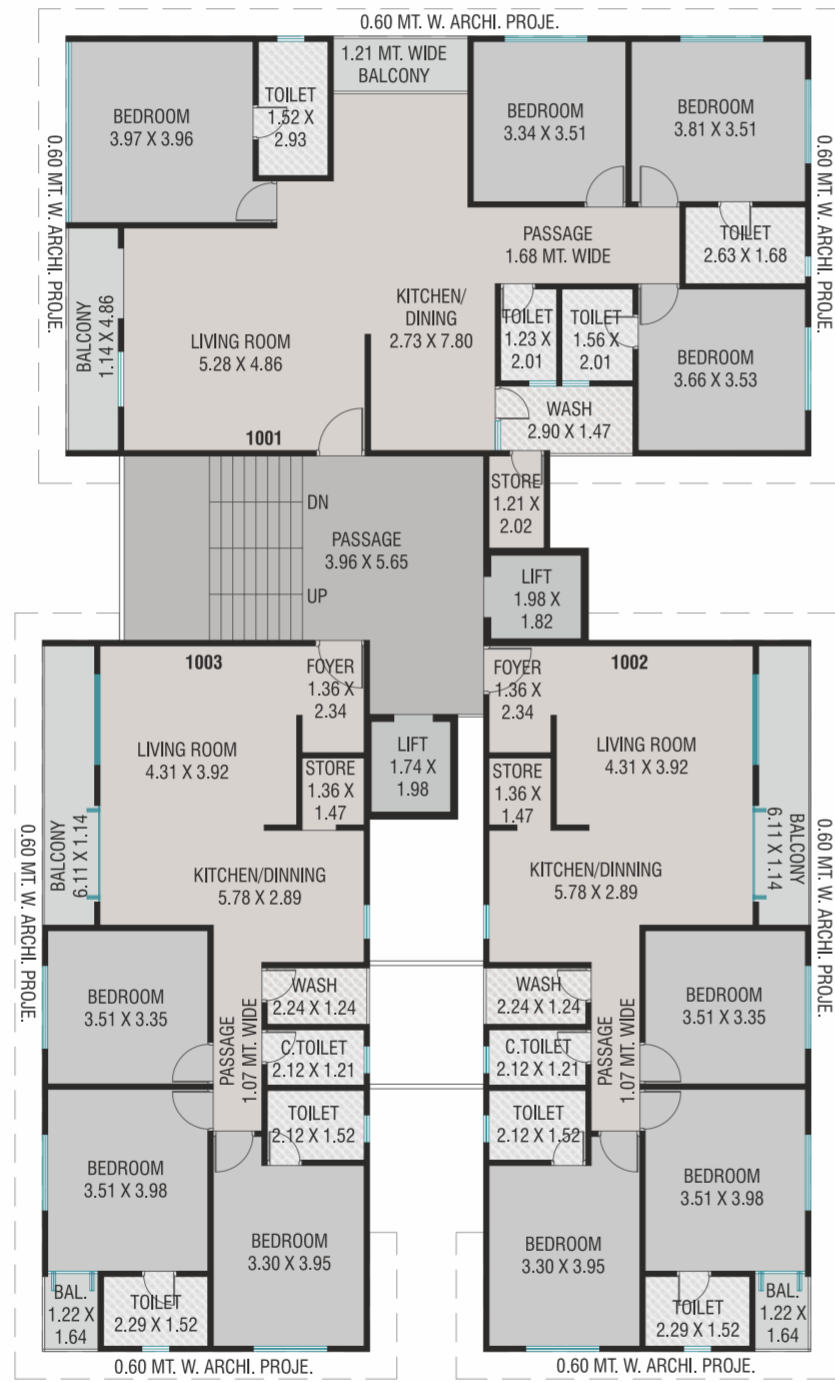 0.60 MT. W. ARCHI. PROJE.
1.21 MT. WIDE
BALCONY
BEDROOM
3.97 X 3.96
TOILET
1.52 X
2.93
BEDROOM
3.34 X 3.51
BEDROOM
3.81 X 3.51
0.60 MT. W. ARCHI. PROJE.
0.60 MT. W. ARCHI. PROJE.
PASSAGE
1.68 MT. WIDE
TOILET
2.63 X 1.68
BALCONY
1.14 X 4.86
LIVING ROOM
5.28 X 4.86
KITCHEN/
DINING
2.73 X 7.80
TOILET
1.23 X
2.01
TOILET
1.56 X
2.01
BEDROOM
3.66 X 3.53
WASH
2.90 X 1.47
1001
STORE
1.21 X
2.02
DN
PASSAGE
3.96 X 5.65
UP
LIFT
1.98 X
1.82
1003
FOYER
1.36 X
2.34
FOYER
1.36 X
2.34
1002
LIVING ROOM
4.31 X 3.92
LIFT
1.74 X
1.98
LIVING ROOM
4.31 X 3.92
STORE
1.36 X
1.47
STORE
1.36 X
1.47
0.60 MT. W. ARCHI. PROJE.
BALCONY
6.11 X 1.14
KITCHEN/DINNING
5.78 X 2.89
KITCHEN/DINNING
5.78 X 2.89
BALCONY
6.11 X 1.14
0.60 MT. W. ARCHI. PROJE.
BEDROOM
3.51 X 3.35
PASSAGE
1.07 MT. WIDE
WASH
2.24 X 1.24
WASH
2.24 X 1.24
PASSAGE
1.07 MT. WIDE
BEDROOM
3.51 X 3.35
C.TOILET
2.12 X 1.21
C.TOILET
2.12 X 1.21
TOILET
2.12 X 1.52
TOILET
2.12 X 1.52
BEDROOM
3.51 X 3.98
BEDROOM
3.51 X 3.98
BEDROOM
3.30 X 3.95
BEDROOM
3.30 X 3.95
BAL.
1.22 X
1.64
TOILET
2.29 X 1.52
TOILET
2.29 X 1.52
BAL.
1.22 X
1.64
0.60 MT. W. ARCHI. PROJE.
0.60 MT. W. ARCHI. PROJE.